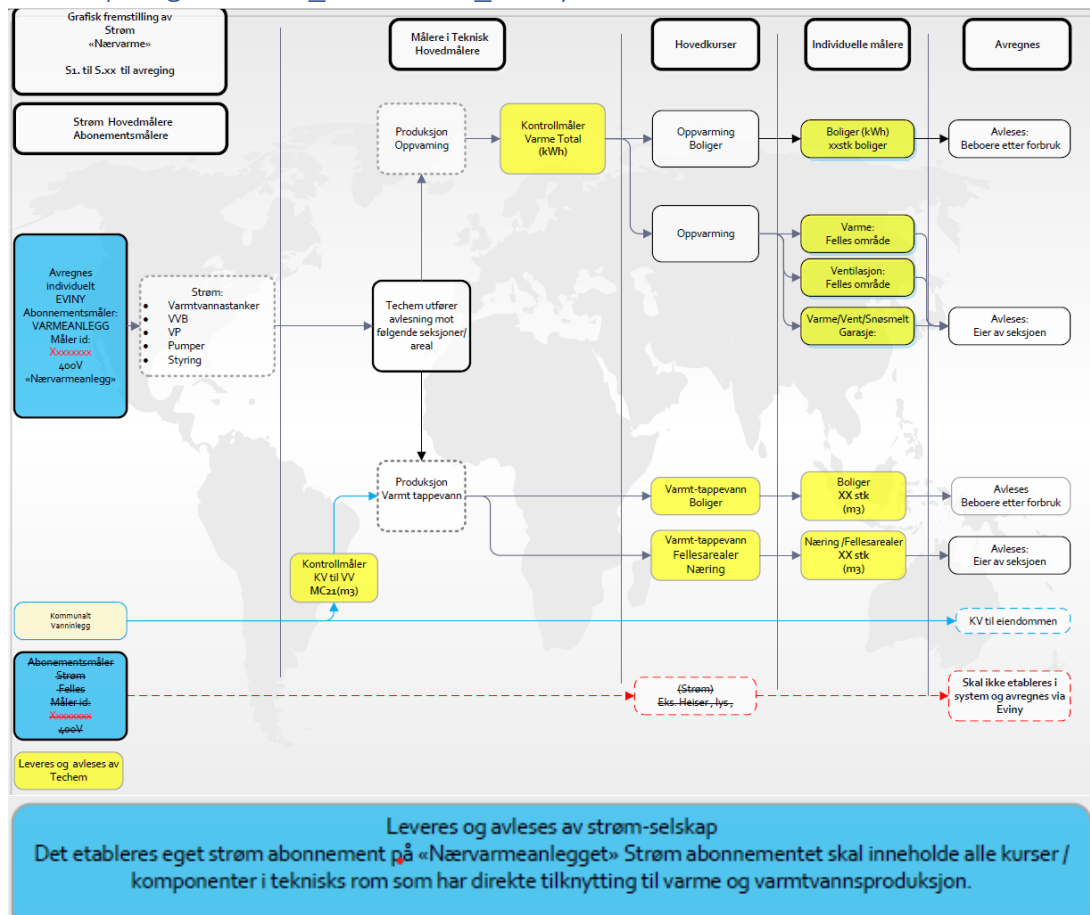 Grafisk fremstilling av
Strøm
«Nærvarme»
S1. til S.xx til avreging
Målere i Teknisk
Hovedmålere
Hovedkurser
Individuelle målere
Avregnes
Strøm Hovedmålere
Abonementsmålere
Produksjon
Oppvaming
Kontrollmåler
Varme Total
(kWh)
Oppvarming
Boliger
Boliger (kWh)
xxstk boliger
Avleses:
Beboere etter forbruk
Oppvarming
Varme:
Felles område
Ventilasjon:
Felles område
Varme/Vent/Snøsmelt
Garasje:
Avleses:
Eier av seksjoen
Avregnes
individuelt
EVINY
Abonnementsmåler:
VARMEANLEGG
Måler id:
Xxxxxxxx
400V
«Nærvarmeanlegg»
Strøm:
• Varmtvannastanker
• VVB
• VP
• Pumper
• Styring
Techem utfører
avlesning mot
følgende seksjoner/
areal
Produksjon
Varmt tappevann
Varmt-tappevann
Boliger
Boliger
XX stk
(m3)
Avleses
Beboere etter forbruk
Varmt-tappevann
Fellesarealer
Næring
Næring /Fellesarealer
XX stk
(m3)
Avleses:
Eier av seksjoen
Kontrollmåler
KV til VV
MC21(m3)
Kommunalt
Vanninlegg
KV til eiendommen
Abonementsmåler
Strøm
Felles
Måler id:
Xxxxxxxx
400V
(Strøm)
Eks. Heiser , lys ,
Skal ikke etableres i
system og avregnes via
Eviny
Leveres og avleses av
Techem
Leveres og avleses av strøm-selskap
Det etableres eget strøm abonnement på «Nærvarmeanlegget» Strøm abonnementet skal inneholde alle kurser /
komponenter i teknisks rom som har direkte tilknytting til varme og varmtvannsproduksjon.